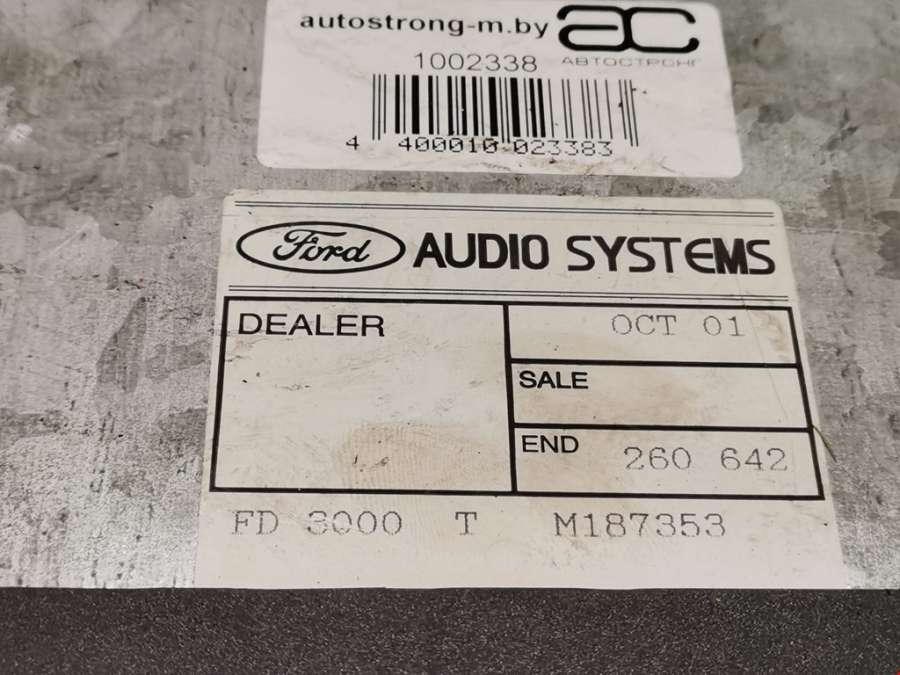 autostrong-m.by
ac
1002338 АВТОСТРОНГ
4 400010 023383
Ford AUDIO SYSTEMS
DEALER OCT 01
SALE
END 260 642
FD 3000 T M187353